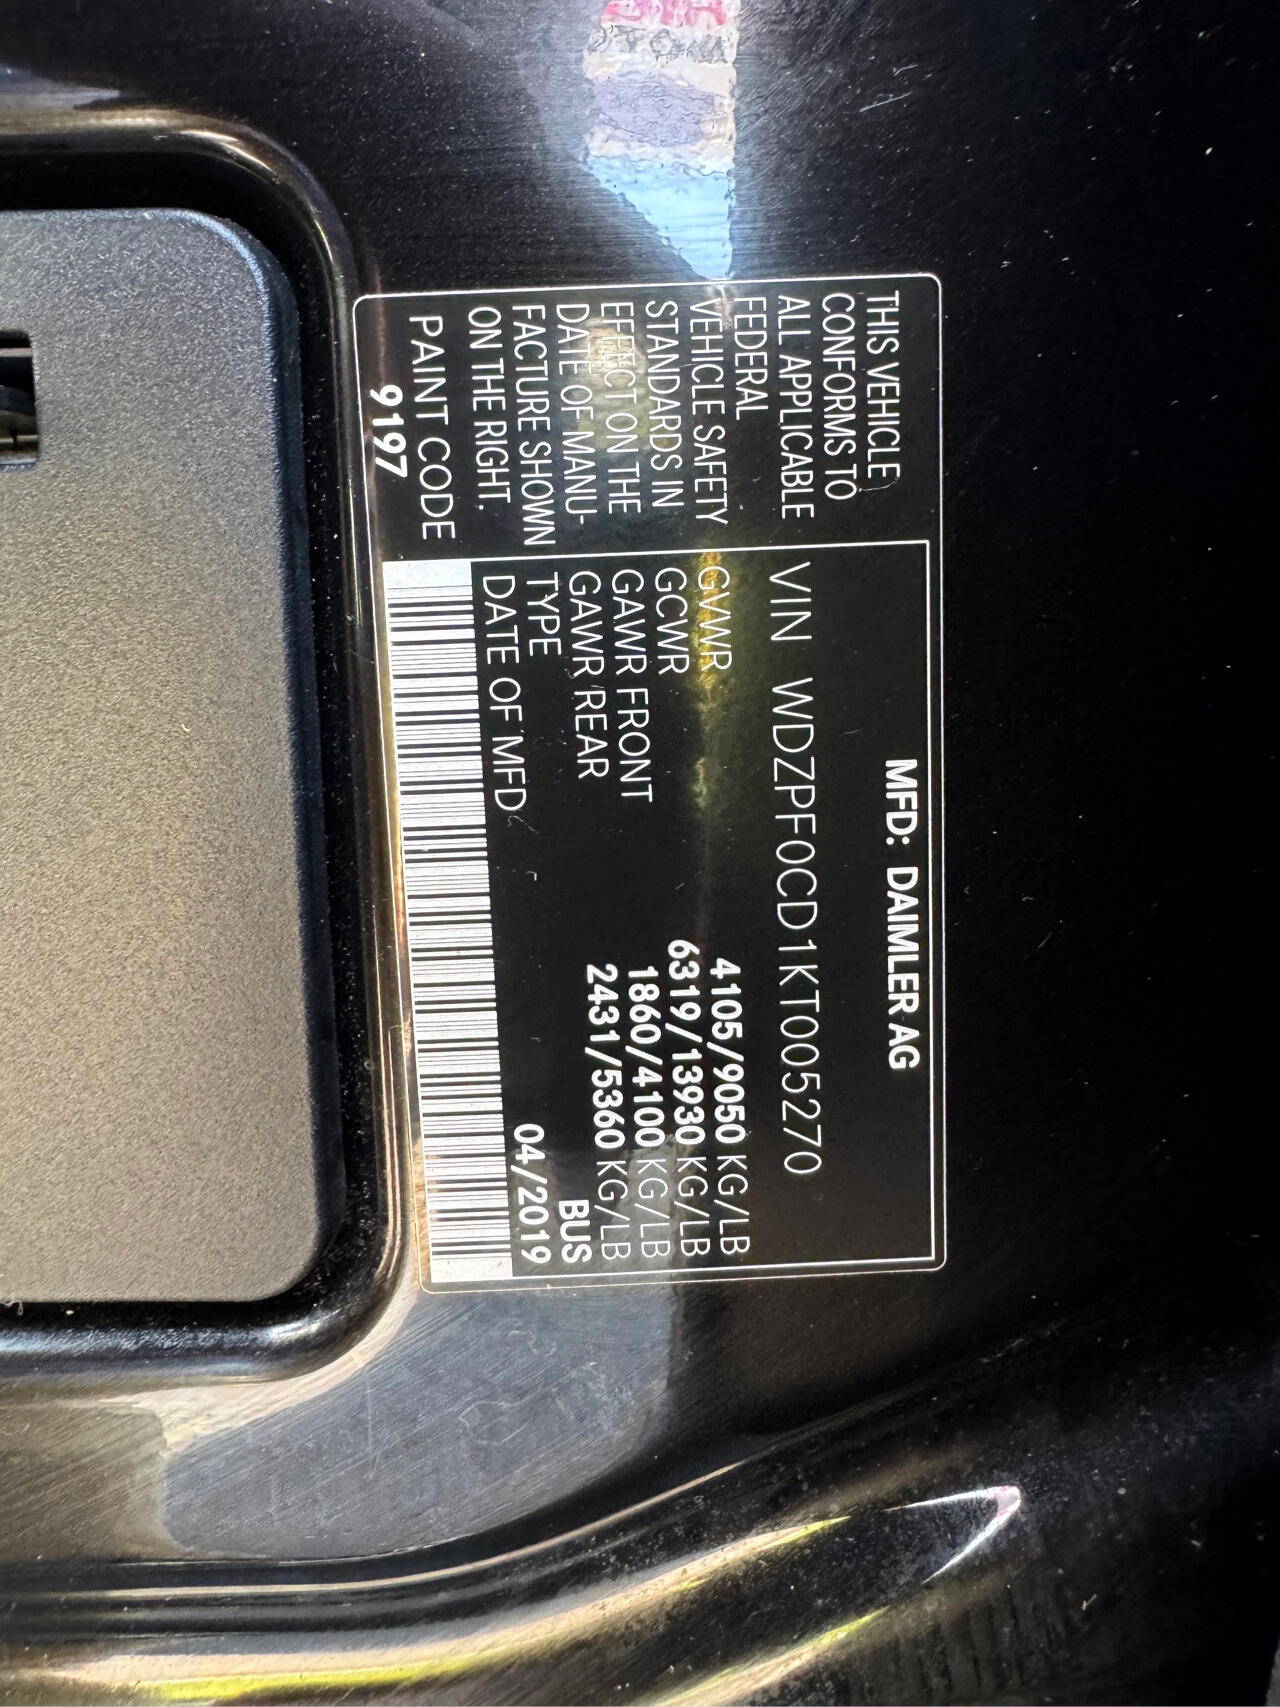 THIS VEHICLE
CONFORMS TO
ALL APPLICABLE
FEDERAL
VEHICLE SAFETY
STANDARDS IN
EFFECT ON THE
DATE OF MANU-
FACTURE SHOWN
ON THE RIGHT.
PAINT CODE
9197
MFD: DAIMLER AG
VIN WDZPF0CD1KT005270
GVWR 4105/9050 KG/LB
GCWR 6319/13930 KG/LB
GAWR FRONT 1860/4100 KG/LB
GAWR REAR 2431/5360 KG/LB
TYPE BUS
DATE OF MFD 04/2019